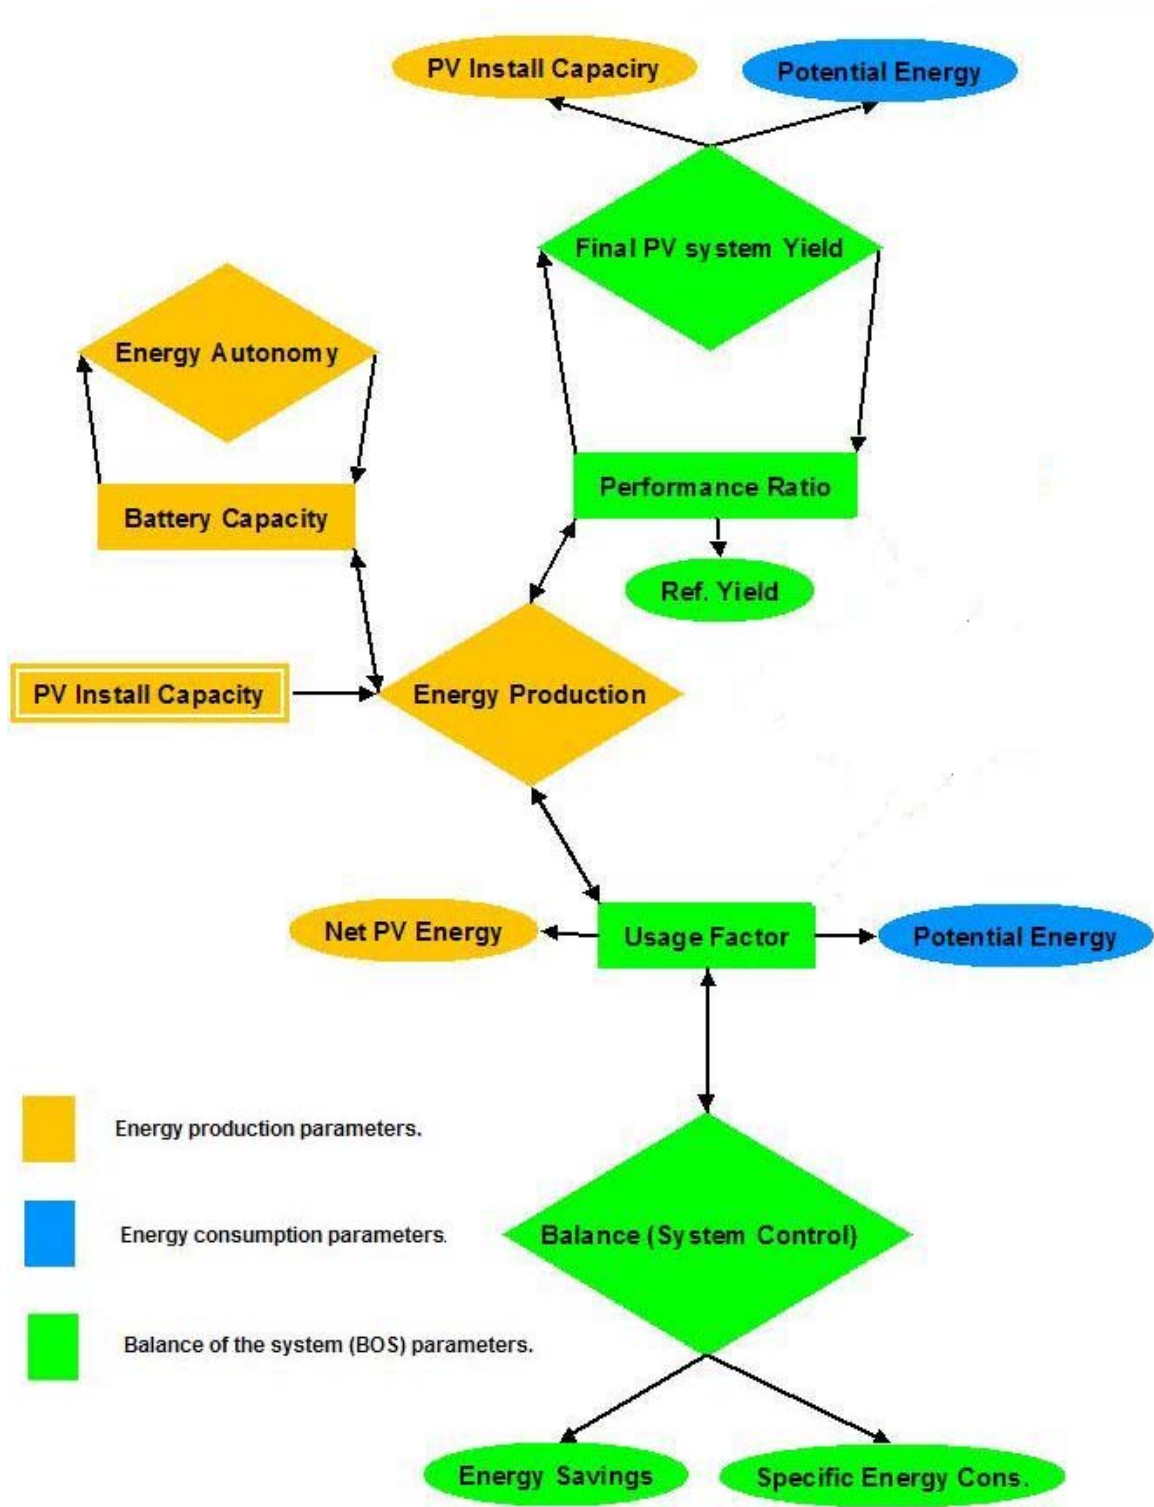 PV Install Capaciry
Potential Energy
Final PV system Yield
Energy Autonomy
Performance Ratio
Battery Capacity
Ref. Yield
PV Install Capacity
Energy Production
Net PV Energy
Usage Factor
Potential Energy
Energy production parameters.
Energy consumption parameters.
Balance (System Control)
Balance of the system (BOS) parameters.
Energy Savings
Specific Energy Cons.